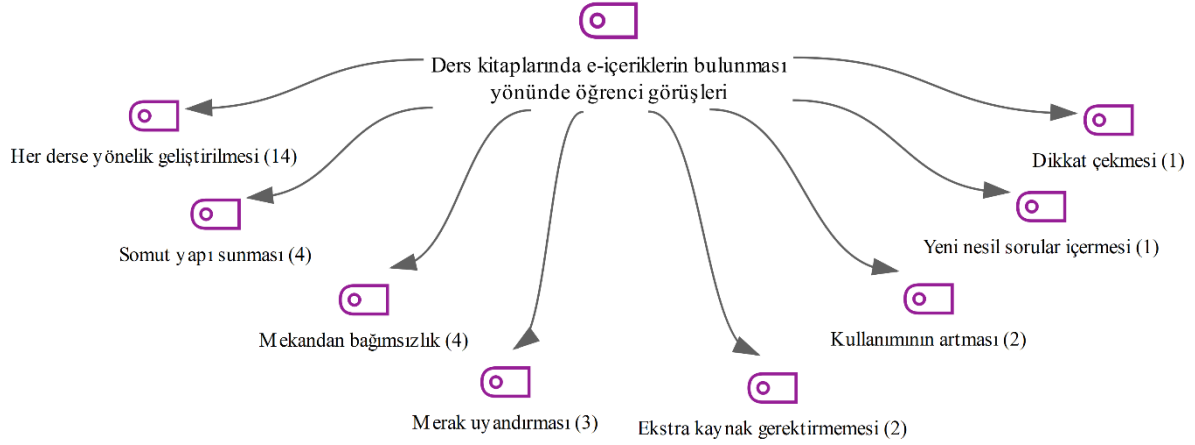 Ders kitaplarında e-içeriklerin bulunması
yönünde öğrenci görüşleri
Her derse yönelik geliştirilmesi (14)
Somut yapı sunması (4)
Mekandan bağımsızlık (4)
Merak uyandırması (3)
Ekstra kaynak gerektirmemesi (2)
Kullanımının artması (2)
Yeni nesil sorular içermesi (1)
Dikkat çekmesi (1)